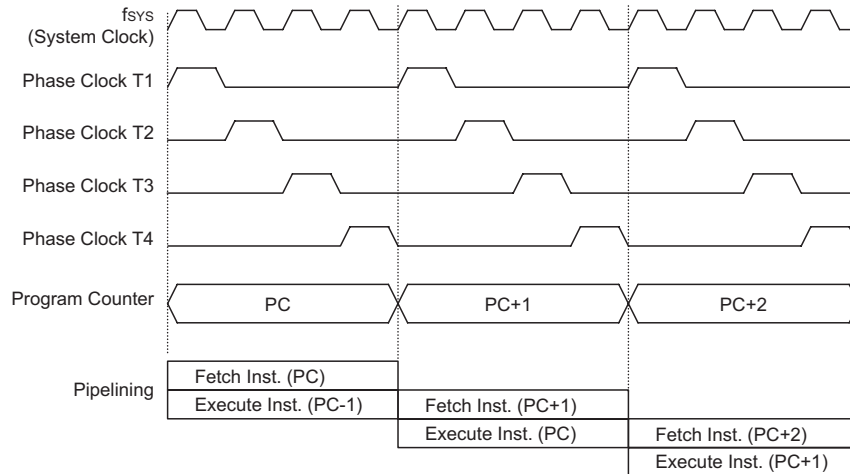 fSYS
(System Clock)
Phase Clock T1
Phase Clock T2
Phase Clock T3
Phase Clock T4
Program Counter
PC
PC+1
PC+2
Pipelining
Fetch Inst. (PC)
Execute Inst. (PC-1)
Fetch Inst. (PC+1)
Execute Inst. (PC)
Fetch Inst. (PC+2)
Execute Inst. (PC+1)